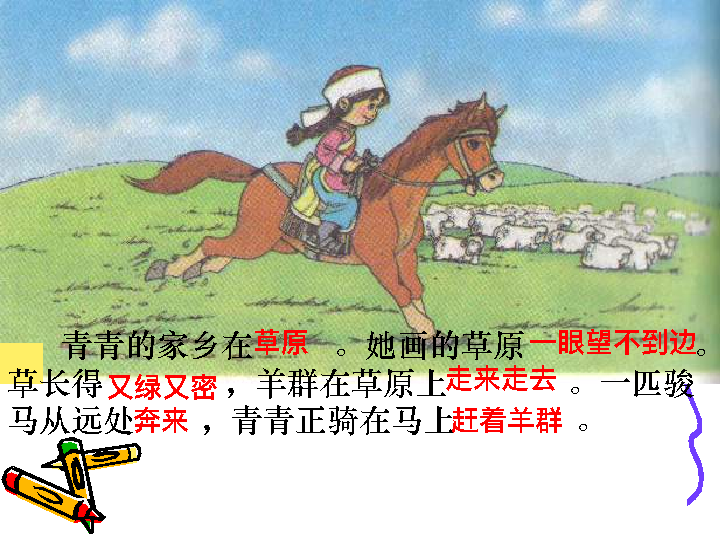 青青的家乡在草原。她画的草原一眼望不到边。
草长得又绿又密，羊群在草原上走来走去。一匹骏
马从远处奔来，青青正骑在马上赶着羊群。